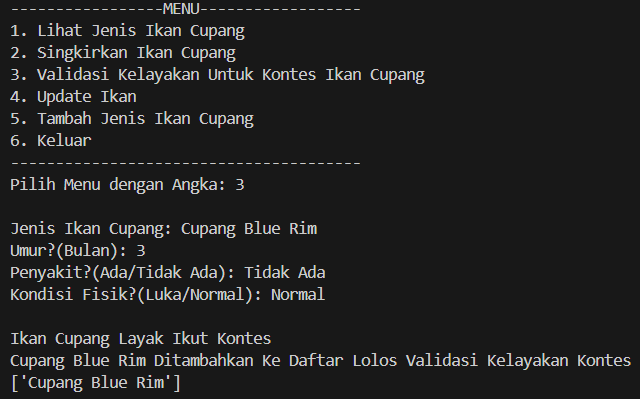 -----------------MENU------------------
1. Lihat Jenis Ikan Cupang
2. Singkirkan Ikan Cupang
3. Validasi Kelayakan Untuk Kontes Ikan Cupang
4. Update Ikan
5. Tambah Jenis Ikan Cupang
6. Keluar
---------------------------------------
Pilih Menu dengan Angka: 3
Jenis Ikan Cupang: Cupang Blue Rim
Umur?(Bulan): 3
Penyakit?(Ada/Tidak Ada): Tidak Ada
Kondisi Fisik?(Luka/Normal): Normal
Ikan Cupang Layak Ikut Kontes
Cupang Blue Rim Ditambahkan Ke Daftar Lolos Validasi Kelayakan Kontes
['Cupang Blue Rim']